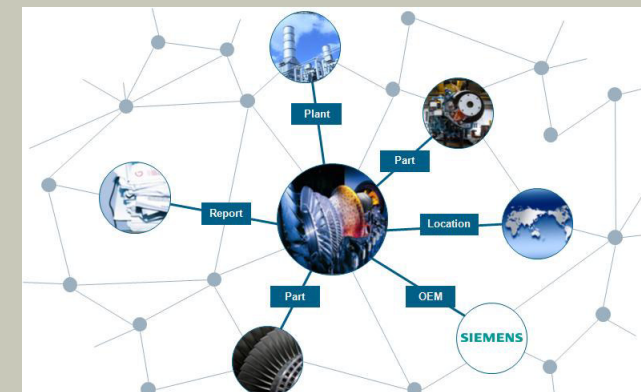 Plant
Part
Report
Location
Part
OEM
SIEMENS